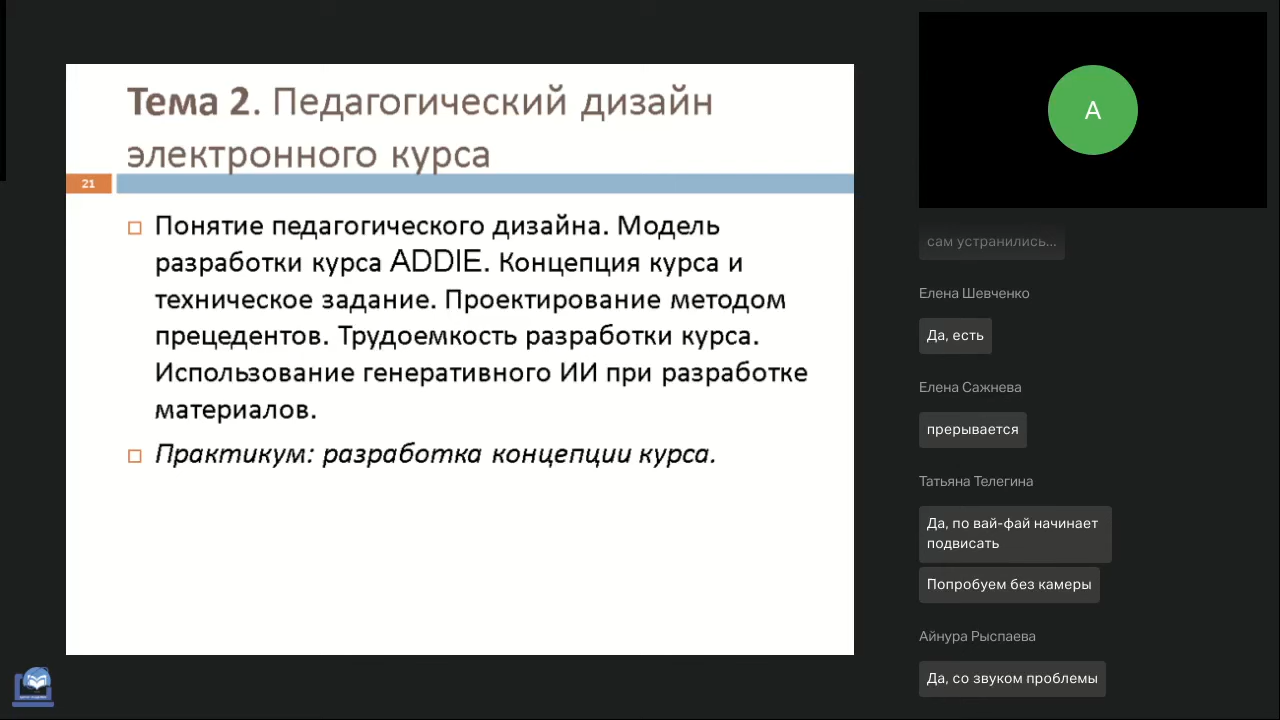 Тема 2. Педагогический дизайн
электронного курса
21
Понятие педагогического дизайна. Модель
разработки курса ADDIE. Концепция курса и
техническое задание. Проектирование методом
прецедентов. Трудоемкость разработки курса.
Использование генеративного ИИ при разработке
материалов.
Практикум: разработка концепции курса.
А
сам устранились...
Елена Шевченко
Да, есть
Елена Сажнева
прерывается
Татьяна Телегина
Да, по вай-фай начинает
подвисать
Попробуем без камеры
Айнура Рыспаева
Да, со звуком проблемы